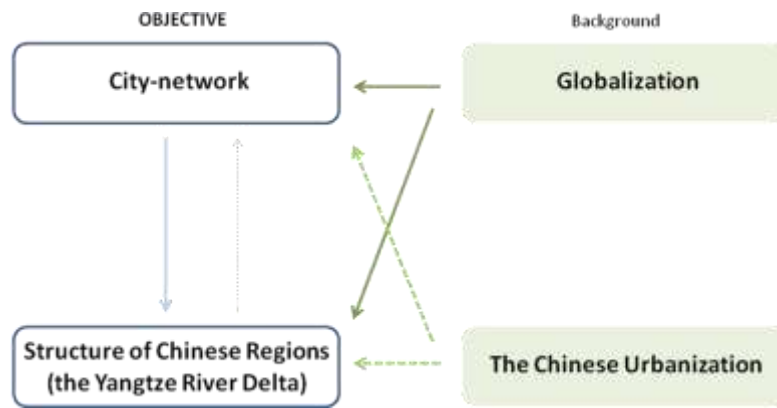 OBJECTIVE
Background
City-network
Globalization
Structure of Chinese Regions
(the Yangtze River Delta)
The Chinese Urbanization